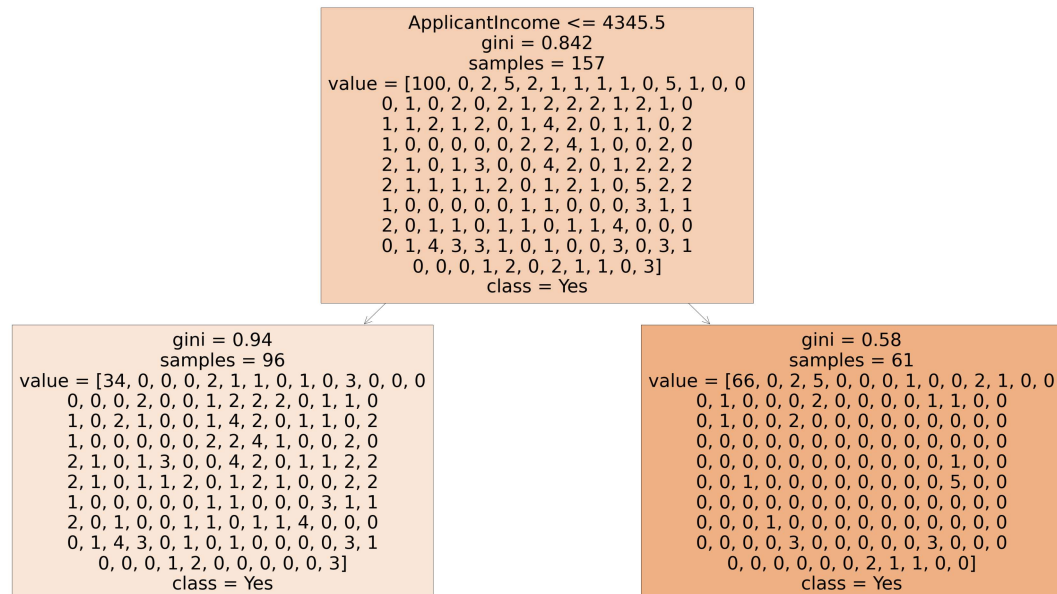 ApplicantIncome <= 4345.5
gini = 0.842
samples = 157
value = [100, 0, 2, 5, 2, 1, 1, 1, 1, 0, 5, 1, 0, 0
0, 1, 0, 2, 0, 2, 1, 2, 2, 2, 1, 2, 1, 0
1, 1, 2, 1, 2, 0, 1, 4, 2, 0, 1, 1, 0, 2
1, 0, 0, 0, 0, 0, 2, 2, 4, 1, 0, 0, 2, 0
2, 1, 0, 1, 3, 0, 0, 4, 2, 0, 1, 2, 2, 2
2, 1, 1, 1, 1, 2, 0, 1, 2, 1, 0, 5, 2, 2
1, 0, 0, 0, 0, 0, 1, 1, 0, 0, 0, 3, 1, 1
2, 0, 1, 1, 0, 1, 1, 0, 1, 1, 4, 0, 0, 0
0, 1, 4, 3, 3, 1, 0, 1, 0, 0, 3, 0, 3, 1
0, 0, 0, 1, 2, 0, 2, 1, 1, 0, 3]
class = Yes
gini = 0.94
samples = 96
value = [34, 0, 0, 0, 2, 1, 1, 0, 1, 0, 3, 0, 0, 0
0, 0, 0, 2, 0, 0, 1, 2, 2, 2, 0, 1, 1, 0
1, 0, 2, 1, 0, 0, 1, 4, 2, 0, 1, 1, 0, 2
1, 0, 0, 0, 0, 0, 2, 2, 4, 1, 0, 0, 2, 0
2, 1, 0, 1, 3, 0, 0, 4, 2, 0, 1, 1, 2, 2
2, 1, 0, 1, 1, 2, 0, 1, 2, 1, 0, 0, 2, 2
1, 0, 0, 0, 0, 0, 1, 1, 0, 0, 0, 3, 1, 1
2, 0, 1, 0, 0, 1, 1, 0, 1, 1, 4, 0, 0, 0
0, 1, 4, 3, 0, 1, 0, 1, 0, 0, 0, 0, 3, 1
0, 0, 0, 1, 2, 0, 0, 0, 0, 0, 3]
class = Yes
gini = 0.58
samples = 61
value = [66, 0, 2, 5, 0, 0, 0, 1, 0, 0, 2, 1, 0, 0
0, 1, 0, 0, 0, 2, 0, 0, 0, 0, 1, 1, 0, 0
0, 1, 0, 0, 2, 0, 0, 0, 0, 0, 0, 0, 0, 0
0, 0, 0, 0, 0, 0, 0, 0, 0, 0, 0, 0, 0, 0
0, 0, 0, 0, 0, 0, 0, 0, 0, 0, 0, 1, 0, 0
0, 0, 1, 0, 0, 0, 0, 0, 0, 0, 0, 5, 0, 0
0, 0, 0, 0, 0, 0, 0, 0, 0, 0, 0, 0, 0, 0
0, 0, 0, 1, 0, 0, 0, 0, 0, 0, 0, 0, 0, 0
0, 0, 0, 0, 3, 0, 0, 0, 0, 0, 3, 0, 0, 0
0, 0, 0, 0, 0, 0, 2, 1, 1, 0, 0]
class = Yes